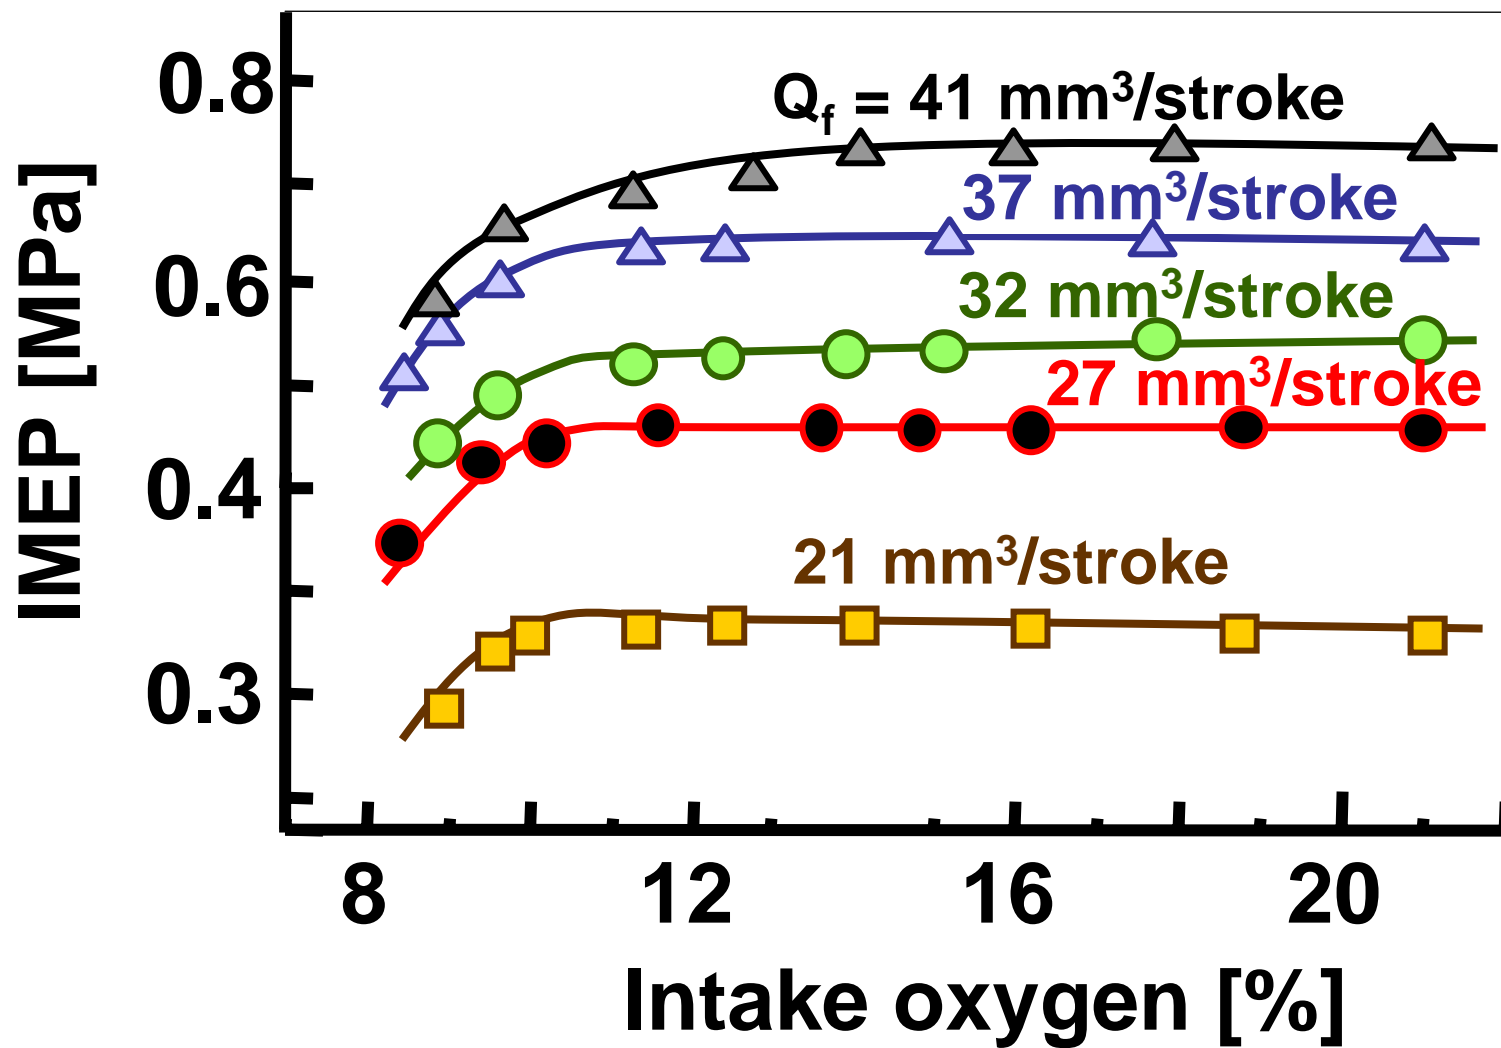 0.8
0.6
0.4
0.3
IMEP [MPa]
Q_f = 41 mm³/stroke
37 mm³/stroke
32 mm³/stroke
27 mm³/stroke
21 mm³/stroke
8 12 16 20
Intake oxygen [%]